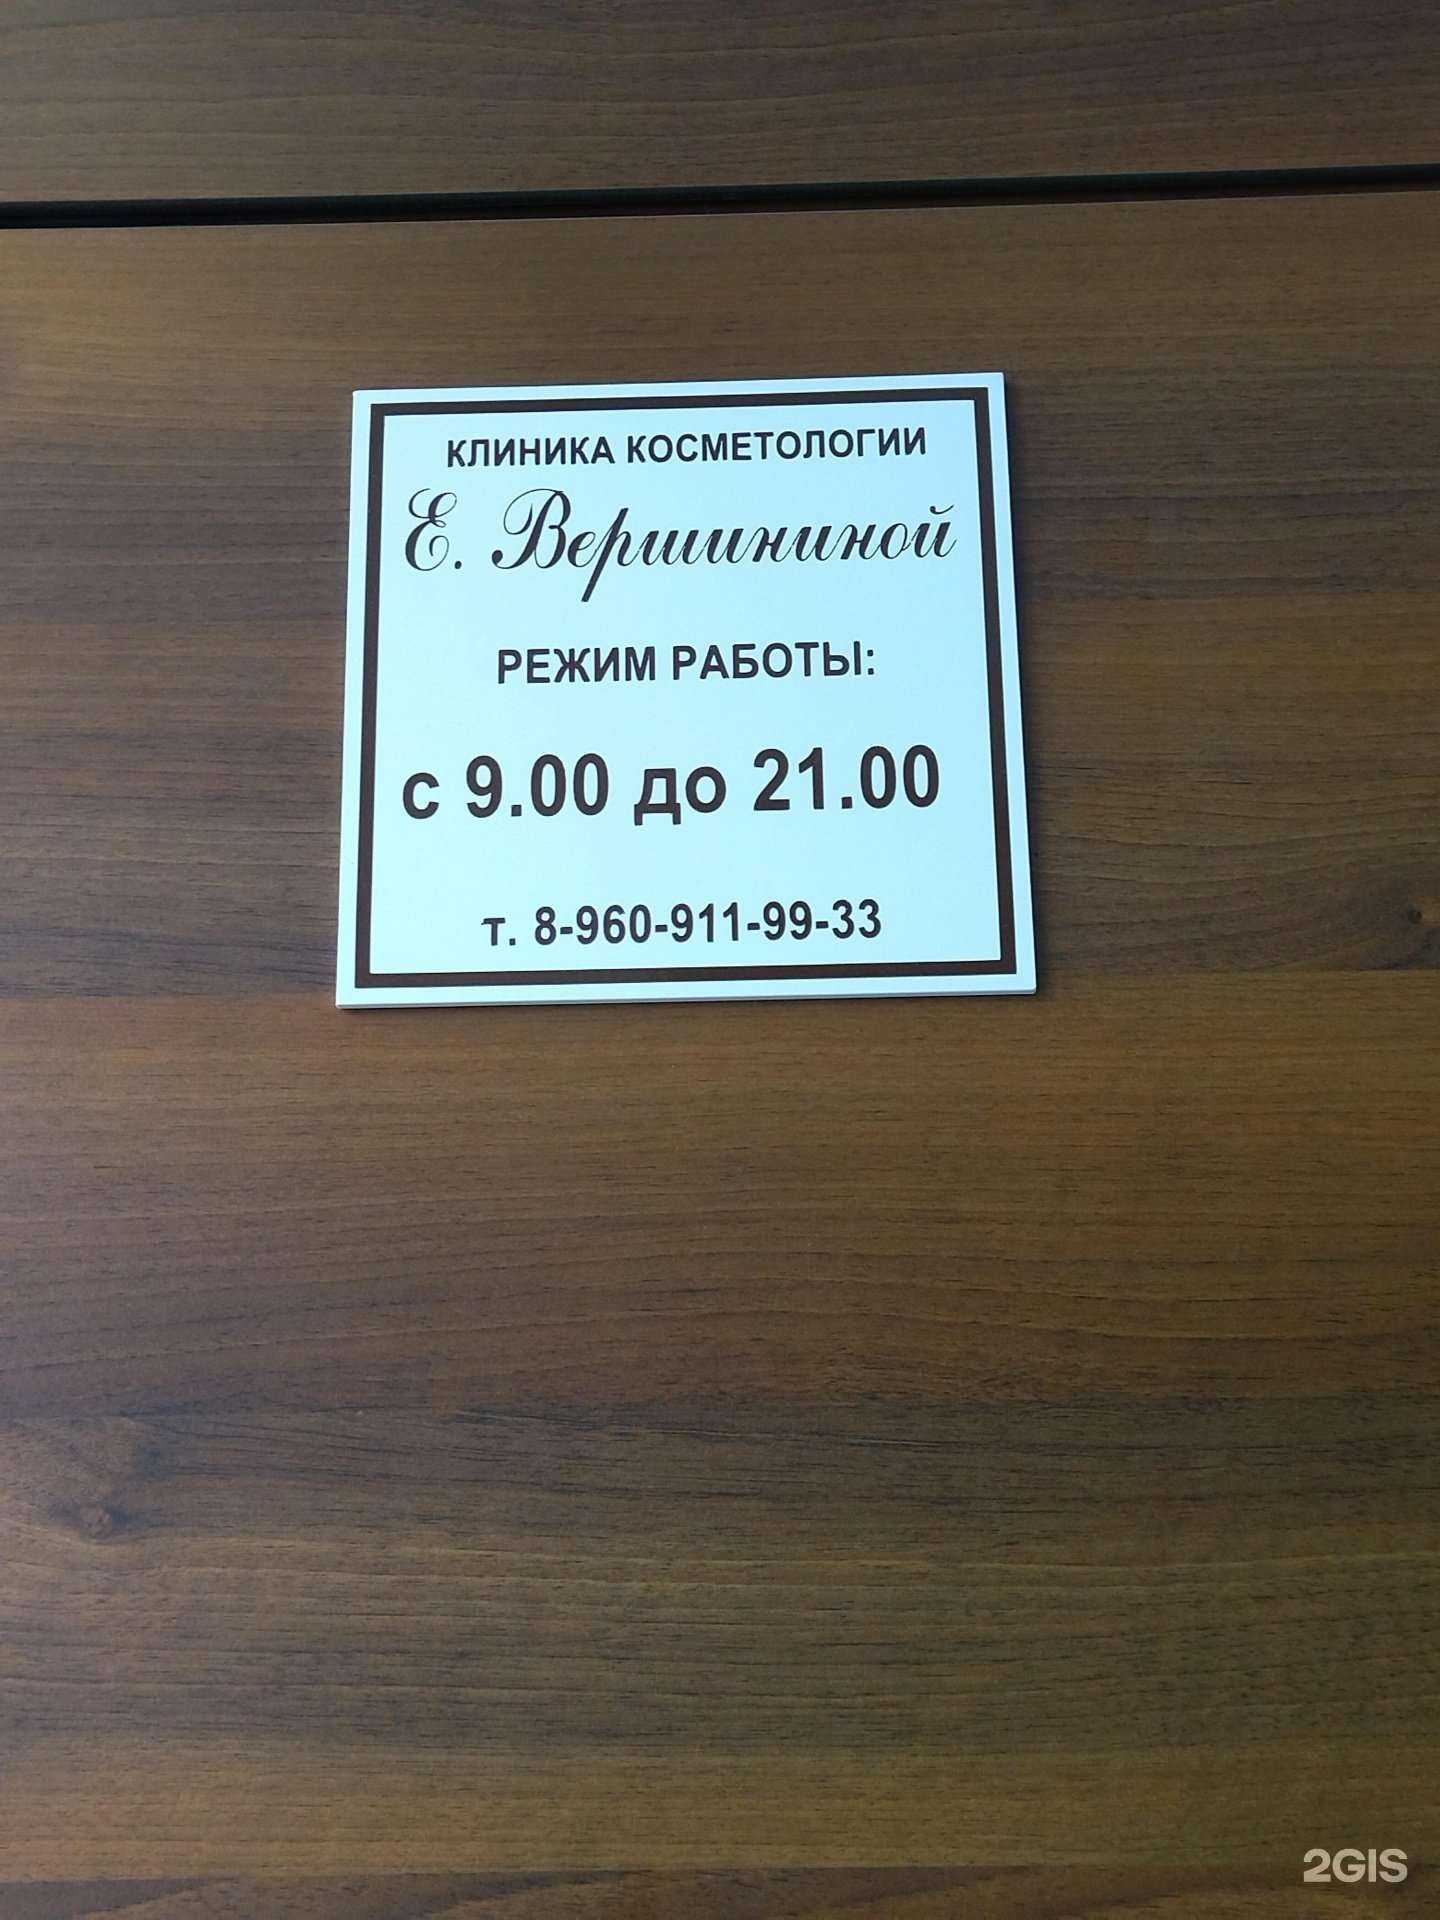 КЛИНИКА КОСМЕТОЛОГИИ
Е. Вершининой
РЕЖИМ РАБОТЫ:
с 9.00 до 21.00
т. 8-960-911-99-33
2GIS